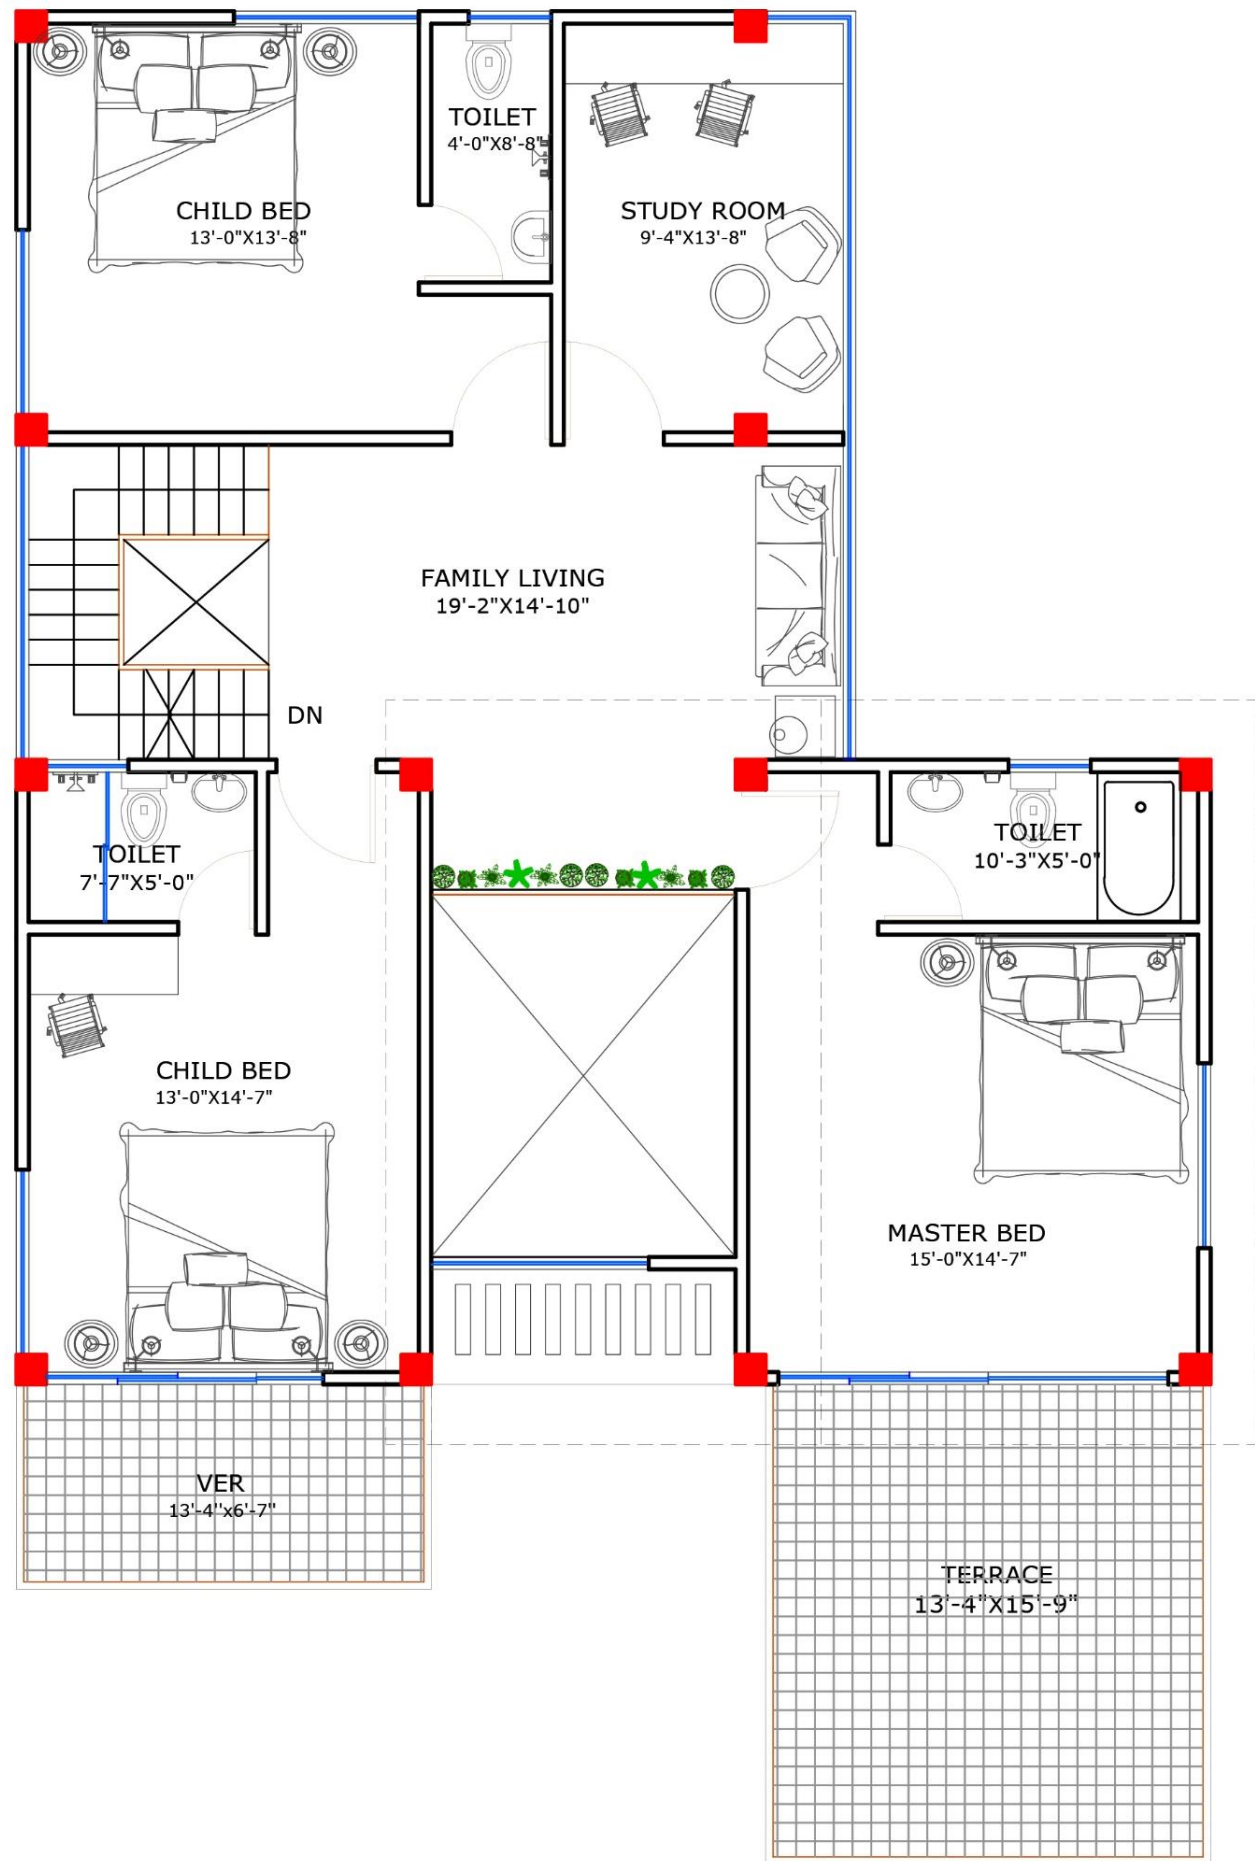 TOILET
4'-0"X8'-8"
CHILD BED
13'-0"X13'-8"
STUDY ROOM
9'-4"X13'-8"
FAMILY LIVING
19'-2"X14'-10"
DN
TOILET
7'-7"X5'-0"
TOILET
10'-3"X5'-0"
CHILD BED
13'-0"X14'-7"
MASTER BED
15'-0"X14'-7"
VER
13'-4"x6'-7"
TERRACE
13'-4"X15'-9"